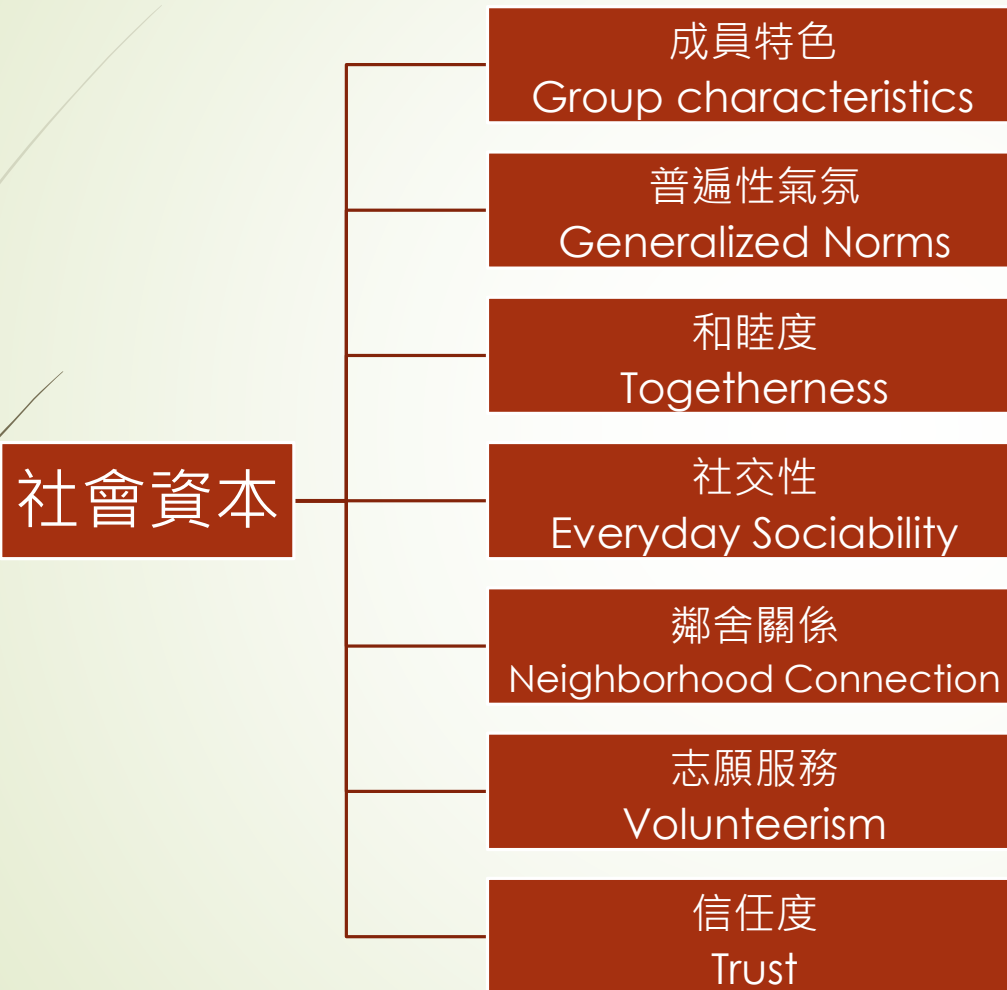 成員特色
Group characteristics
普遍性氣氛
Generalized Norms
和睦度
Togetherness
社會資本
社交性
Everyday Sociability
鄰舍關係
Neighborhood Connection
志願服務
Volunteerism
信任度
Trust